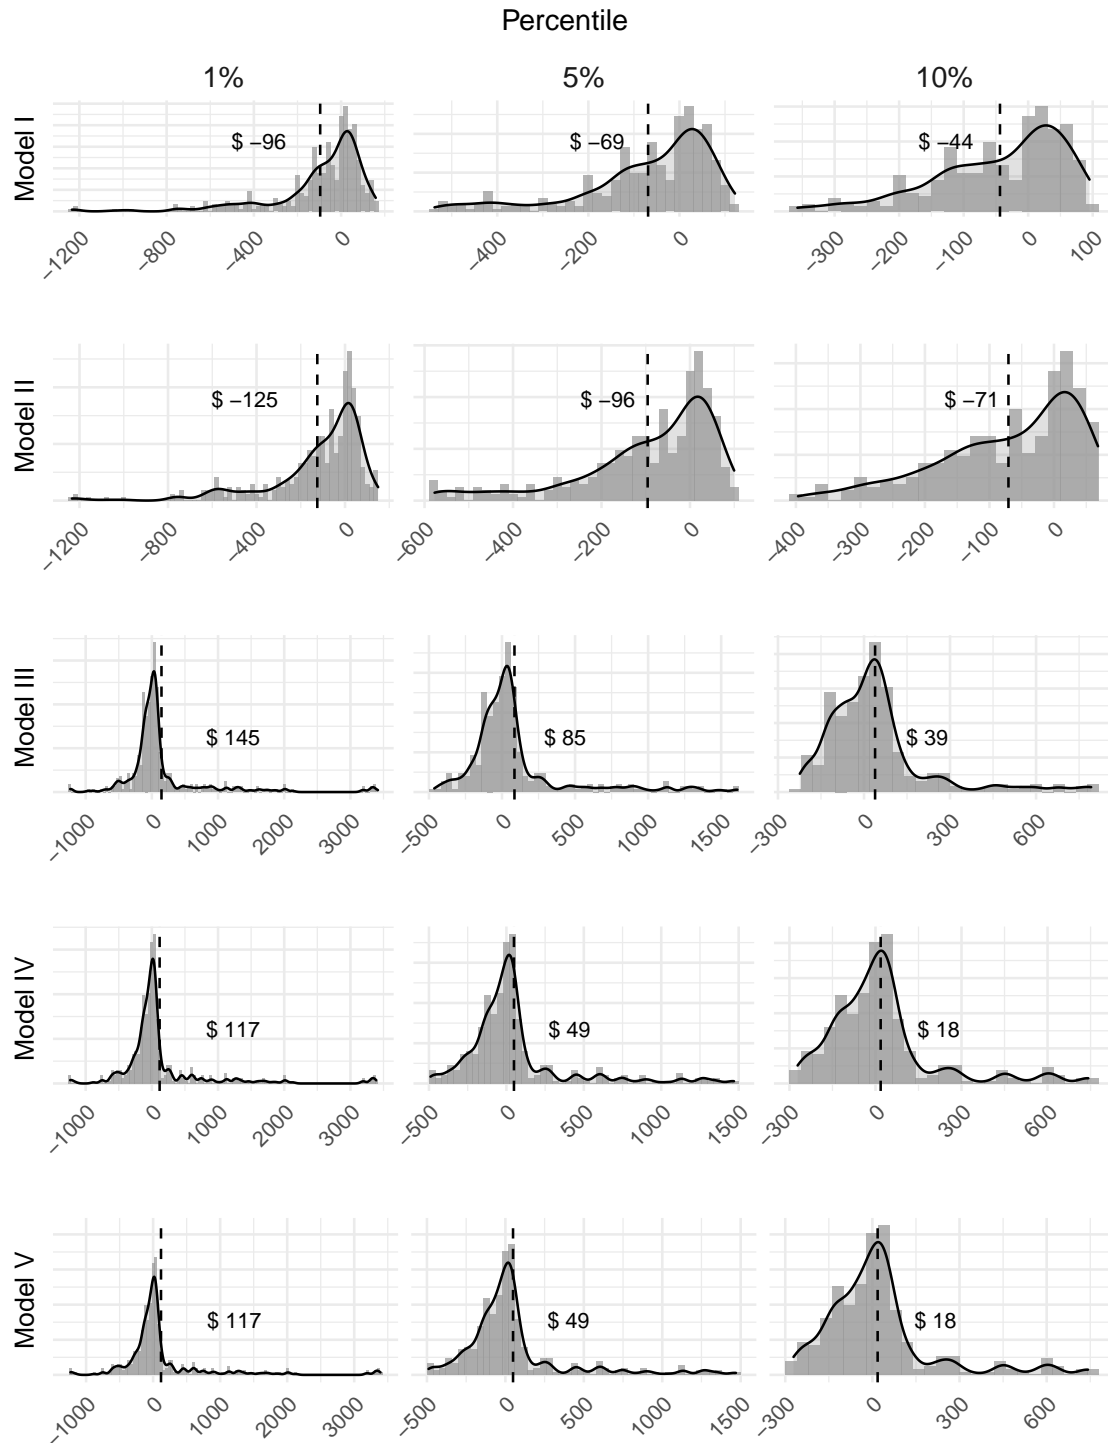 Percentile
1% 5% 10%
Model I
$ −96 $ −69 $ −44
−1200 −800 −400 0 −400 −200 0 −300 −200 −100 0 100
Model II
$ −125 $ −96 $ −71
−1200 −800 −400 0 −600 −400 −200 0 −400 −300 −200 −100 0
Model III
$ 145 $ 85 $ 39
−1000 0 1000 2000 3000 −500 0 500 1000 1500 −300 0 300 600
Model IV
$ 117 $ 49 $ 18
−1000 0 1000 2000 3000 −500 0 500 1000 1500 −300 0 300 600
Model V
$ 117 $ 49 $ 18
−1000 0 1000 2000 3000 −500 0 500 1000 1500 −300 0 300 600